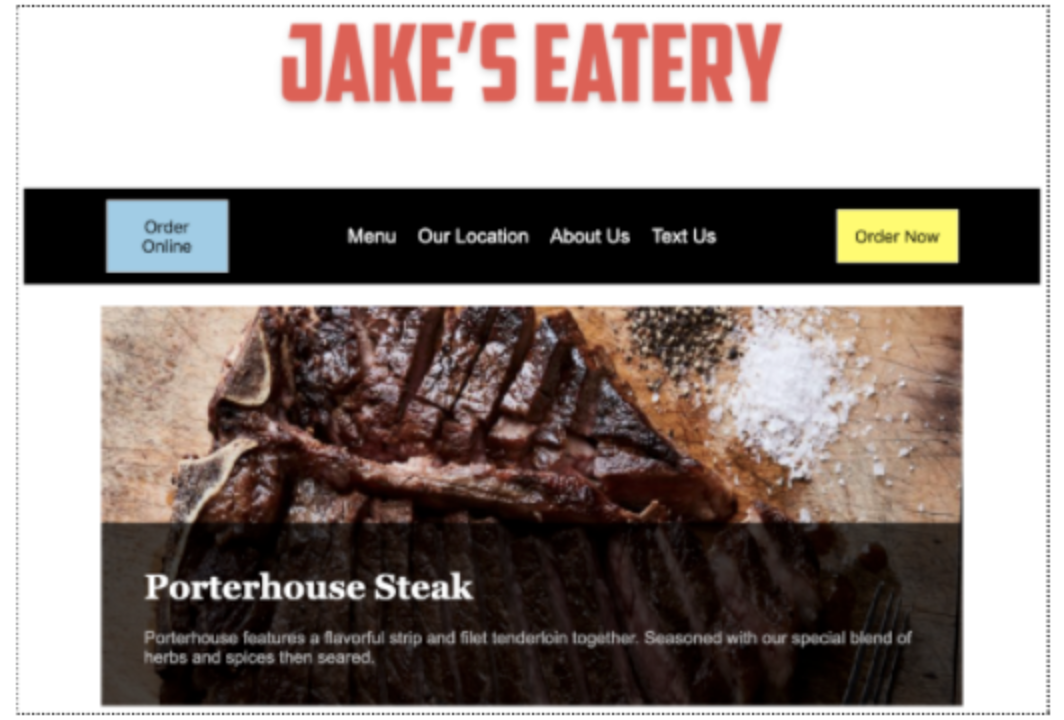 JAKE'S EATERY
Order
Online
Menu Our Location About Us Text Us
Order Now
Porterhouse Steak
Porterhouse features a flavorful strip and filet tenderloin together. Seasoned with our special blend of
herbs and spices then seared.